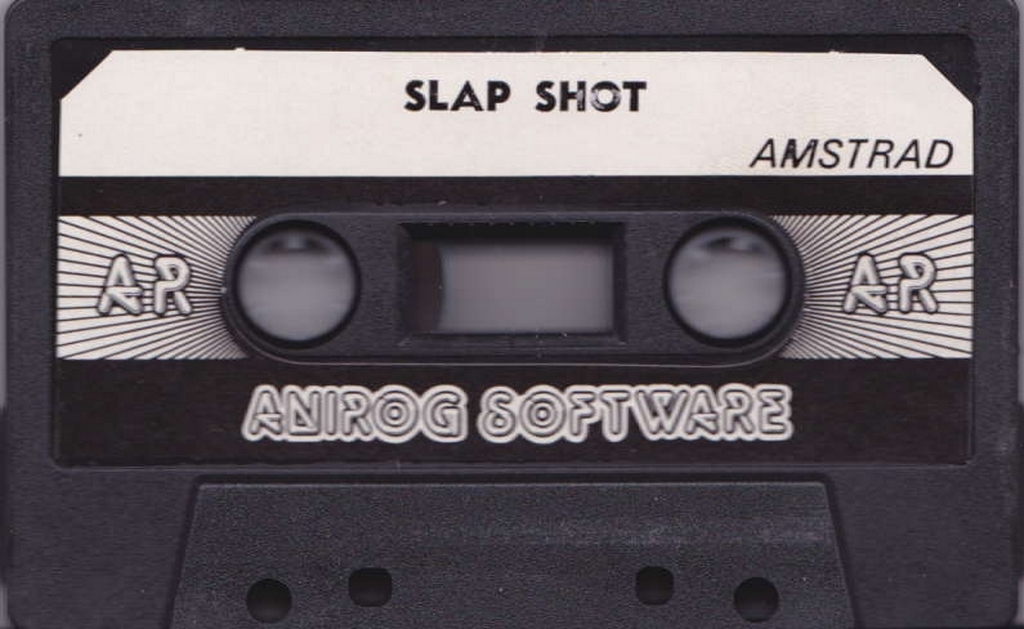 SLAP SHOT
AMSTRAD
AR AR
ANIROG SOFTWARE